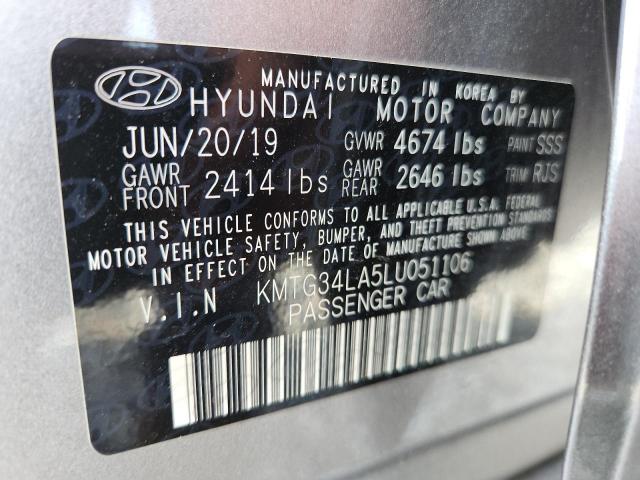 MANUFACTURED IN KOREA BY
HYUNDAI MOTOR COMPANY
JUN/20/19 GVWR 4674 lbs PAINT SSS
GAWR FRONT 2414 lbs GAWR REAR 2646 lbs TRIM RJS
THIS VEHICLE CONFORMS TO ALL APPLICABLE U.S.A. FEDERAL
MOTOR VEHICLE SAFETY, BUMPER, AND THEFT PREVENTION STANDARDS
IN EFFECT ON THE DATE OF MANUFACTURE SHOWN ABOVE.
V.I.N KMTG34LA5LU051106
PASSENGER CAR